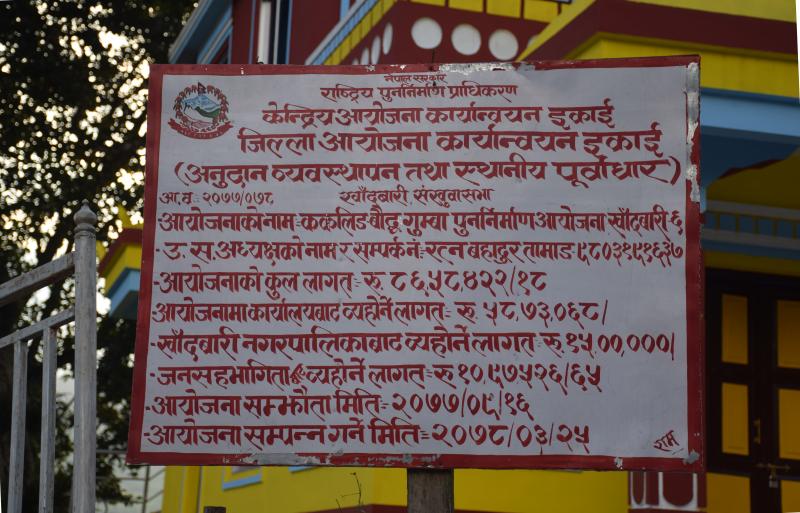 नेपाल सरकार
राष्ट्रिय पुनर्निर्माण प्राधिकरण
केन्द्रिय आयोजना कार्यान्वयन इकाई
जिल्ला आयोजना कार्यान्वयन इकाई
(अनुदान व्यवस्थापन तथा स्थानीय पूर्वाधार)
आ.व. २०७७/०७८ खाँदबारी, संखुवासभा
आयोजनाको नाम= कर्कालिङ बौद्ध गुम्बा पुनर्निर्माण आयोजना खाँदबारी ६
- उ. स. अध्यक्षको नाम र सम्पर्क नं= रत्न बहादुर तामाङ ९८०३१९१६३७
- आयोजनाको कुल लागत= रू. ८६,५८,४२२/१८
आयोजनामा कार्यालयबाट व्यहोर्ने लागत= रू. ५८,७३,०६८/
- खाँदबारी नगरपालिकाबाट व्यहोर्ने लागत= रू.१५,००,०००/
- जनसहभागिता व्यहोर्ने लागत= रू १०,९७५२६/६५
- आयोजना सम्झौता मिति= २०७७/०९/१६
- आयोजना सम्पन्न गर्ने मिति= २०७८/०३/२५
राम